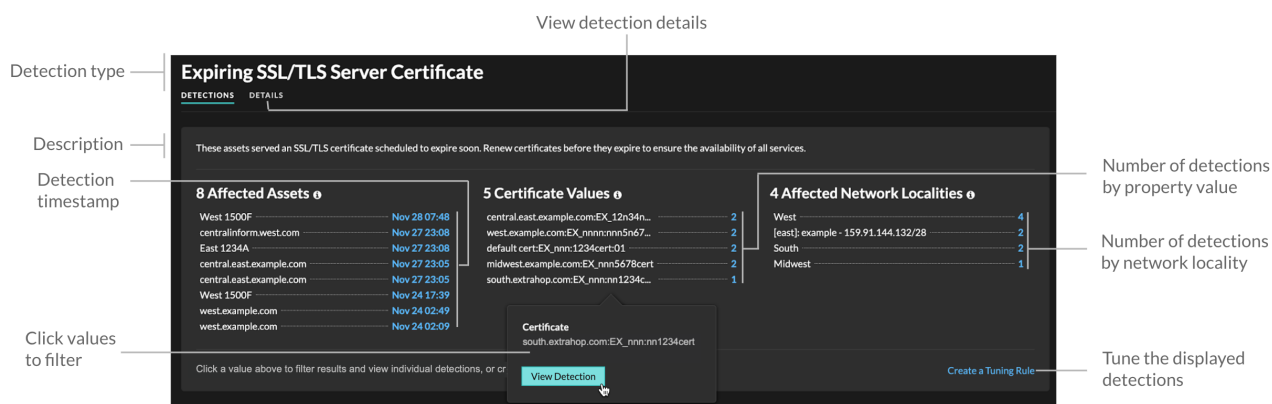 View detection details
Detection type
Expiring SSL/TLS Server Certificate
DETECTIONS DETAILS
Description
These assets served an SSL/TLS certificate scheduled to expire soon. Renew certificates before they expire to ensure the availability of all services.
Detection
timestamp
8 Affected Assets
West 1500F Nov 28 07:48
centralinform.west.com Nov 27 23:08
East 1234A Nov 27 23:08
central.east.example.com Nov 27 23:05
central.east.example.com Nov 27 23:05
West 1500F Nov 24 17:39
west.example.com Nov 24 02:49
west.example.com Nov 24 02:09
5 Certificate Values
central.east.example.com:EX_12n34n... 2
west.example.com:EX_nnnn:nnn5n67... 2
default cert:EX_nnn:1234cert:01 2
midwest.example.com:EX_nnn5678cert 2
south.extrahop.com:EX_nnn:nn1234c... 1
4 Affected Network Localities
West 4
[east]: example - 159.91.144.132/28 2
South 2
Midwest 1
Number of detections
by property value
Number of detections
by network locality
Click values
to filter
Certificate
south.extrahop.com:EX_nnn:nn1234cert
View Detection
Click a value above to filter results and view individual detections, or cr
Create a Tuning Rule
Tune the displayed
detections